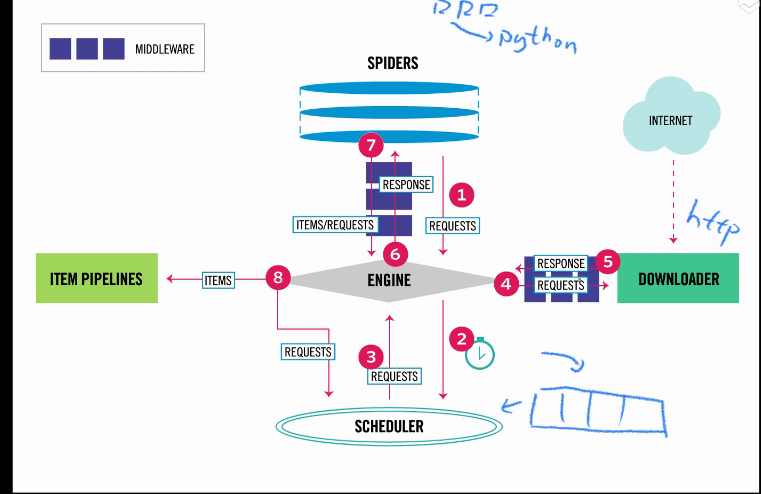 MIDDLEWARE
python
SPIDERS
INTERNET
7
RESPONSE
1
http
ITEMS/REQUESTS
REQUESTS
6
RESPONSE
5
ITEM PIPELINES
ITEMS
8
ENGINE
4
REQUESTS
DOWNLOADER
2
REQUESTS
3
REQUESTS
SCHEDULER